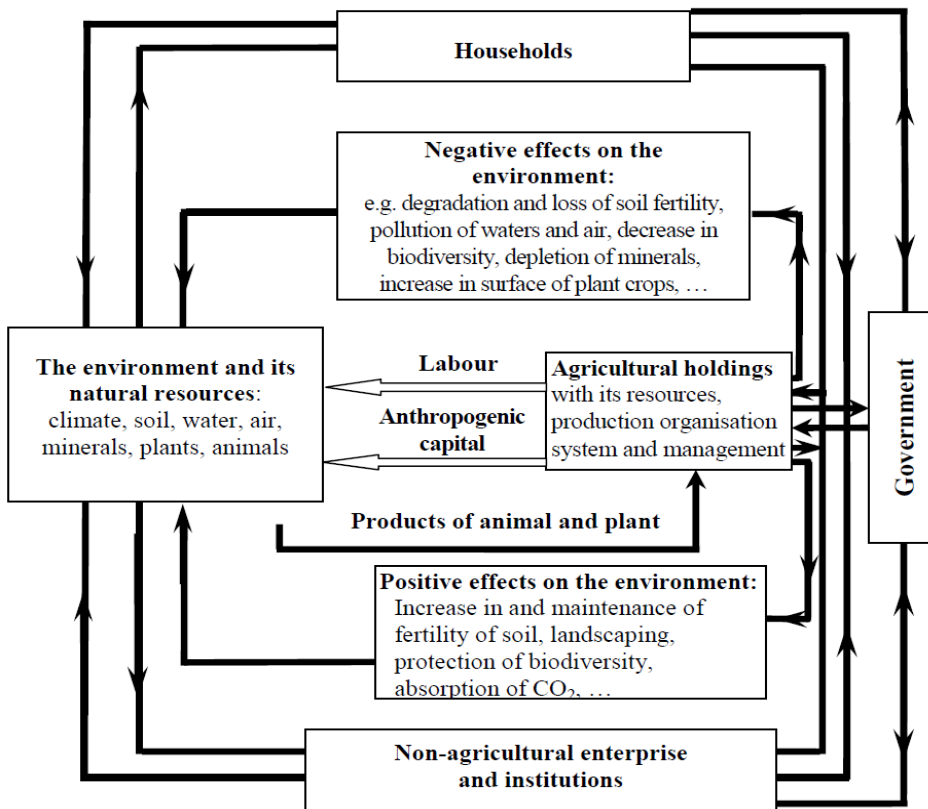 Households
Negative effects on the
environment:
e.g. degradation and loss of soil fertility,
pollution of waters and air, decrease in
biodiversity, depletion of minerals,
increase in surface of plant crops, …
The environment and its
natural resources:
climate, soil, water, air,
minerals, plants, animals
Labour
Anthropogenic
capital
Agricultural holdings
with its resources,
production organisation
system and management
Government
Products of animal and plant
Positive effects on the environment:
Increase in and maintenance of
fertility of soil, landscaping,
protection of biodiversity,
absorption of CO₂, …
Non-agricultural enterprise
and institutions